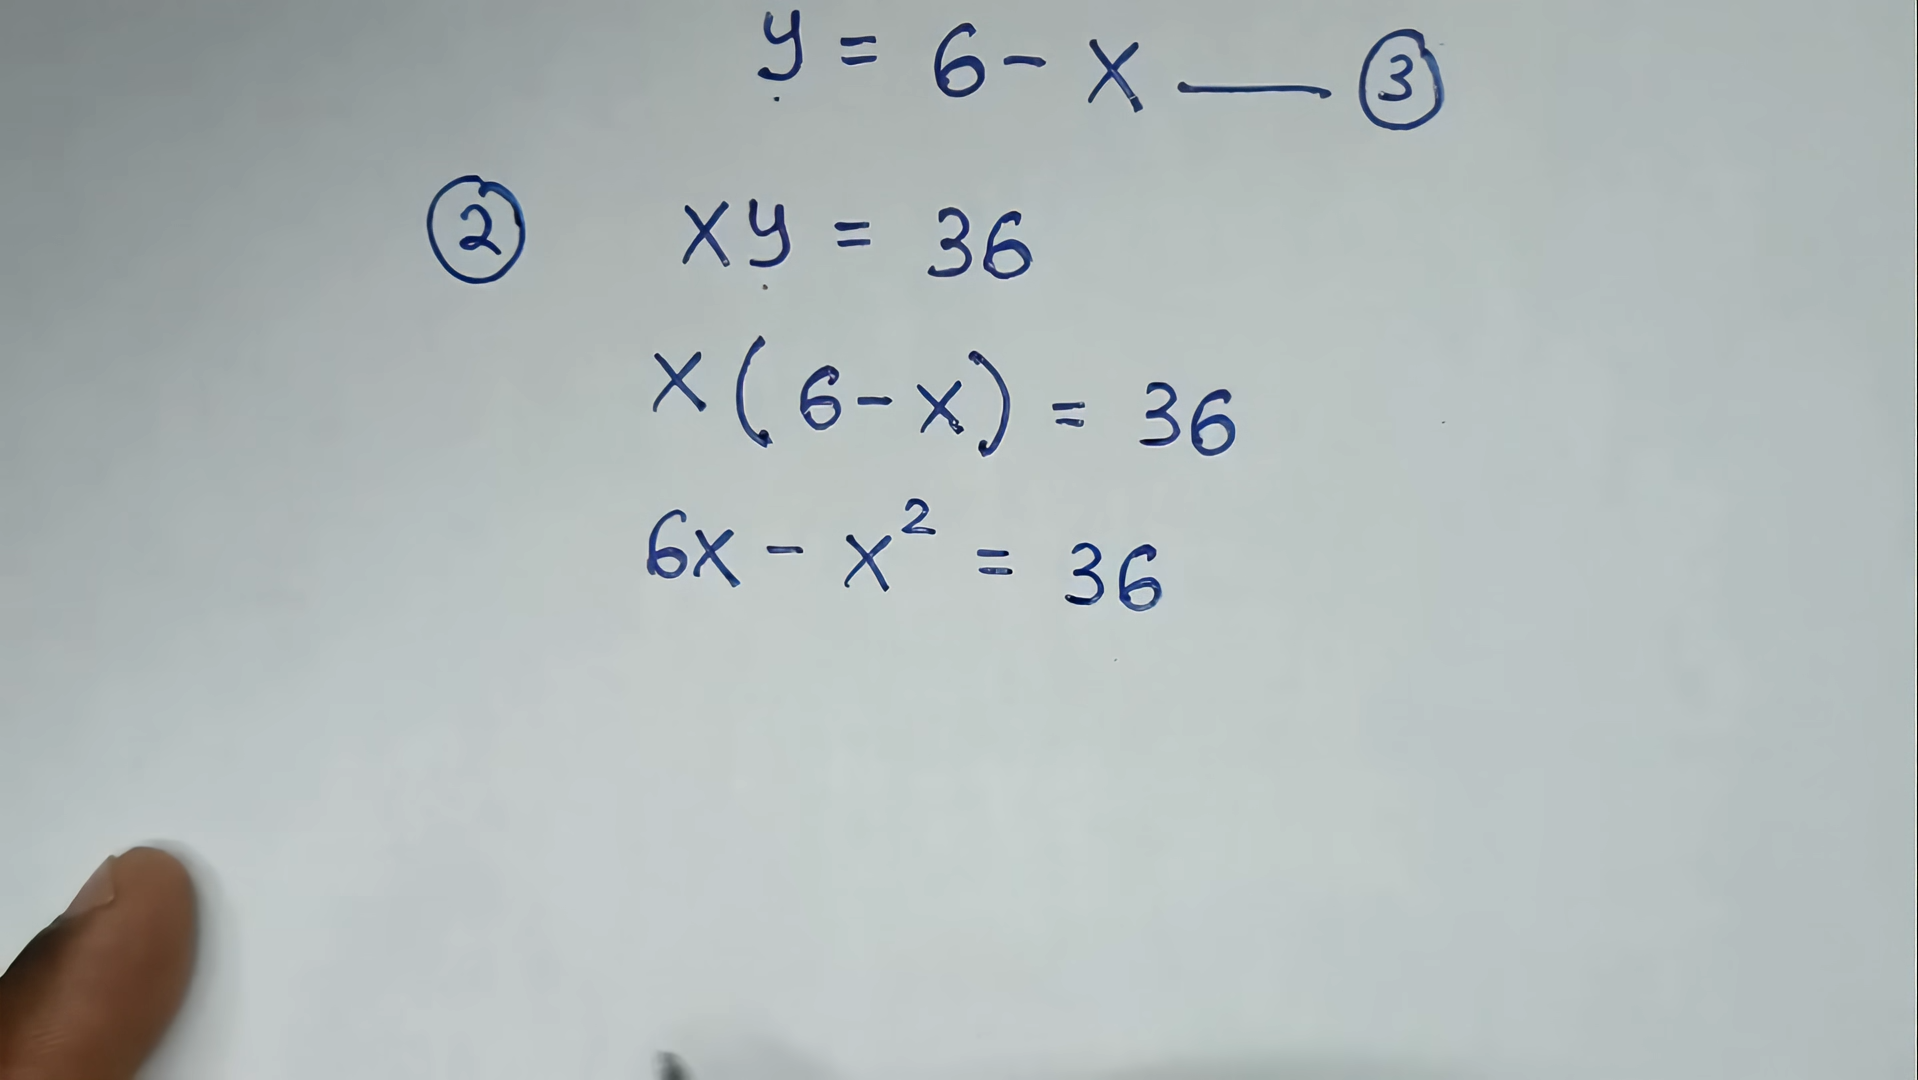 y = 6 - x —— ③
② xy = 36
x(6 - x) = 36
6x - x² = 36